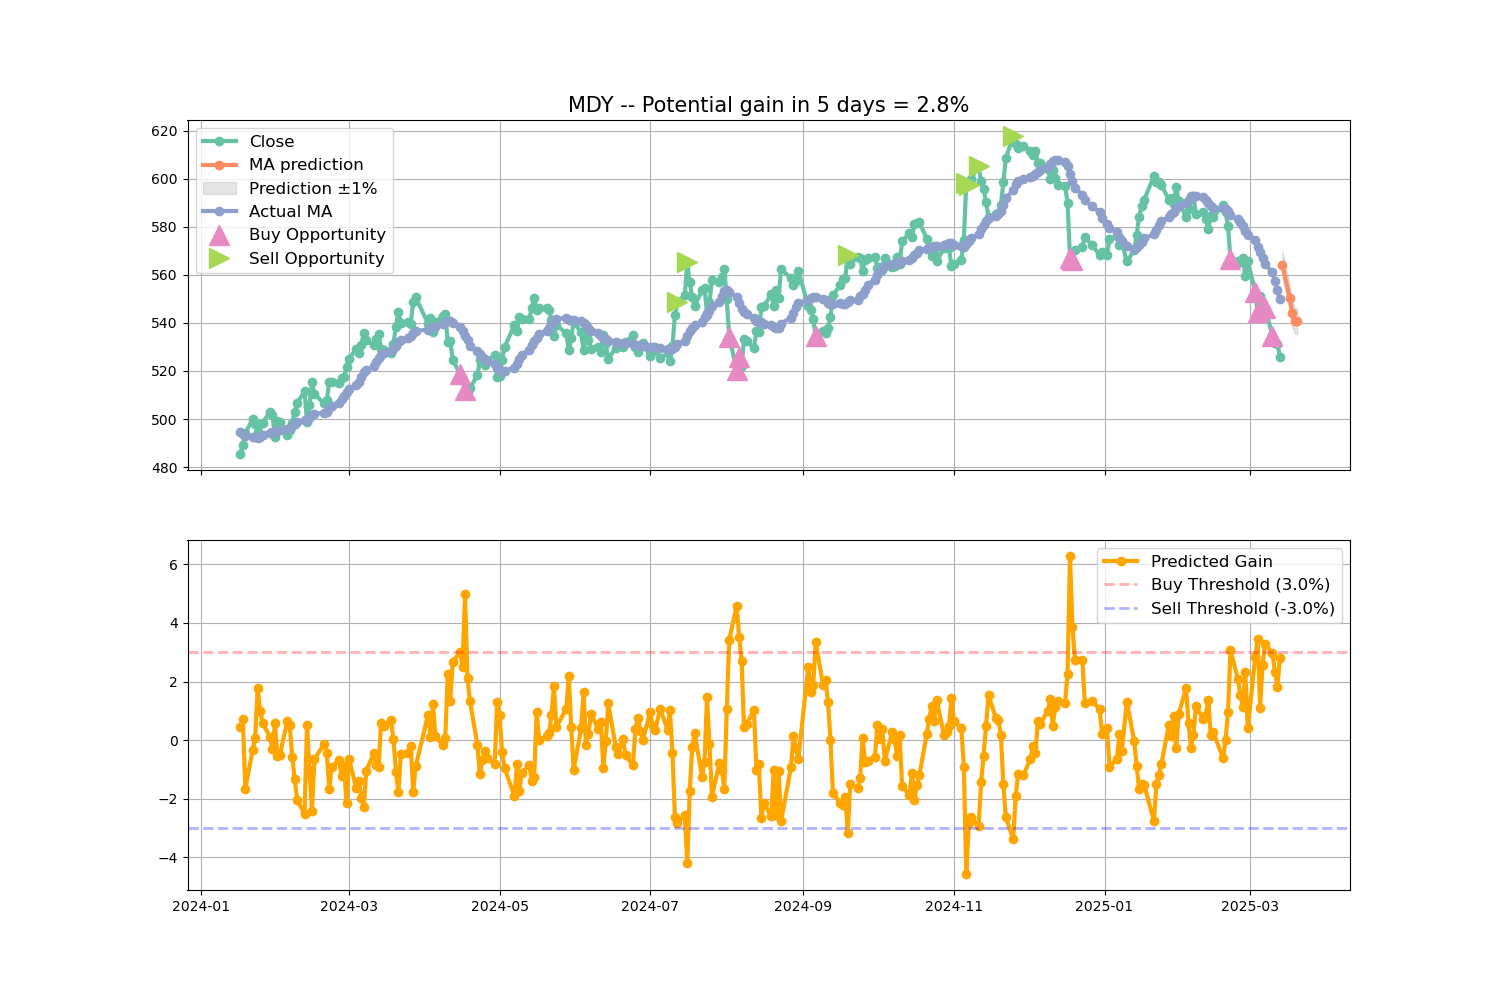 MDY -- Potential gain in 5 days = 2.8%
620
600
580
560
540
520
500
480
Close
MA prediction
Prediction ±1%
Actual MA
Buy Opportunity
Sell Opportunity
6
4
2
0
−2
−4
Predicted Gain
Buy Threshold (3.0%)
Sell Threshold (-3.0%)
2024-01
2024-03
2024-05
2024-07
2024-09
2024-11
2025-01
2025-03